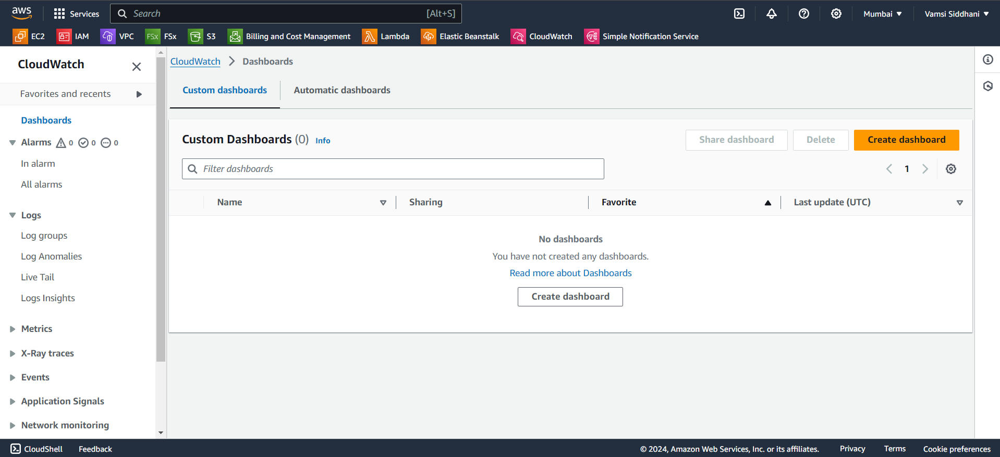 aws Services Search [Alt+S] Mumbai Vamsi Siddhani
EC2 IAM VPC FSx FSx S3 Billing and Cost Management Lambda Elastic Beanstalk CloudWatch Simple Notification Service
CloudWatch
Favorites and recents
Dashboards
Alarms 0 0 0
In alarm
All alarms
Logs
Log groups
Log Anomalies
Live Tail
Logs Insights
Metrics
X-Ray traces
Events
Application Signals
Network monitoring
CloudWatch Dashboards
Custom dashboards Automatic dashboards
Custom Dashboards (0) Info Share dashboard Delete Create dashboard
Filter dashboards 1
Name Sharing Favorite Last update (UTC)
No dashboards
You have not created any dashboards.
Read more about Dashboards
Create dashboard
CloudShell Feedback © 2024, Amazon Web Services, Inc. or its affiliates. Privacy Terms Cookie preferences